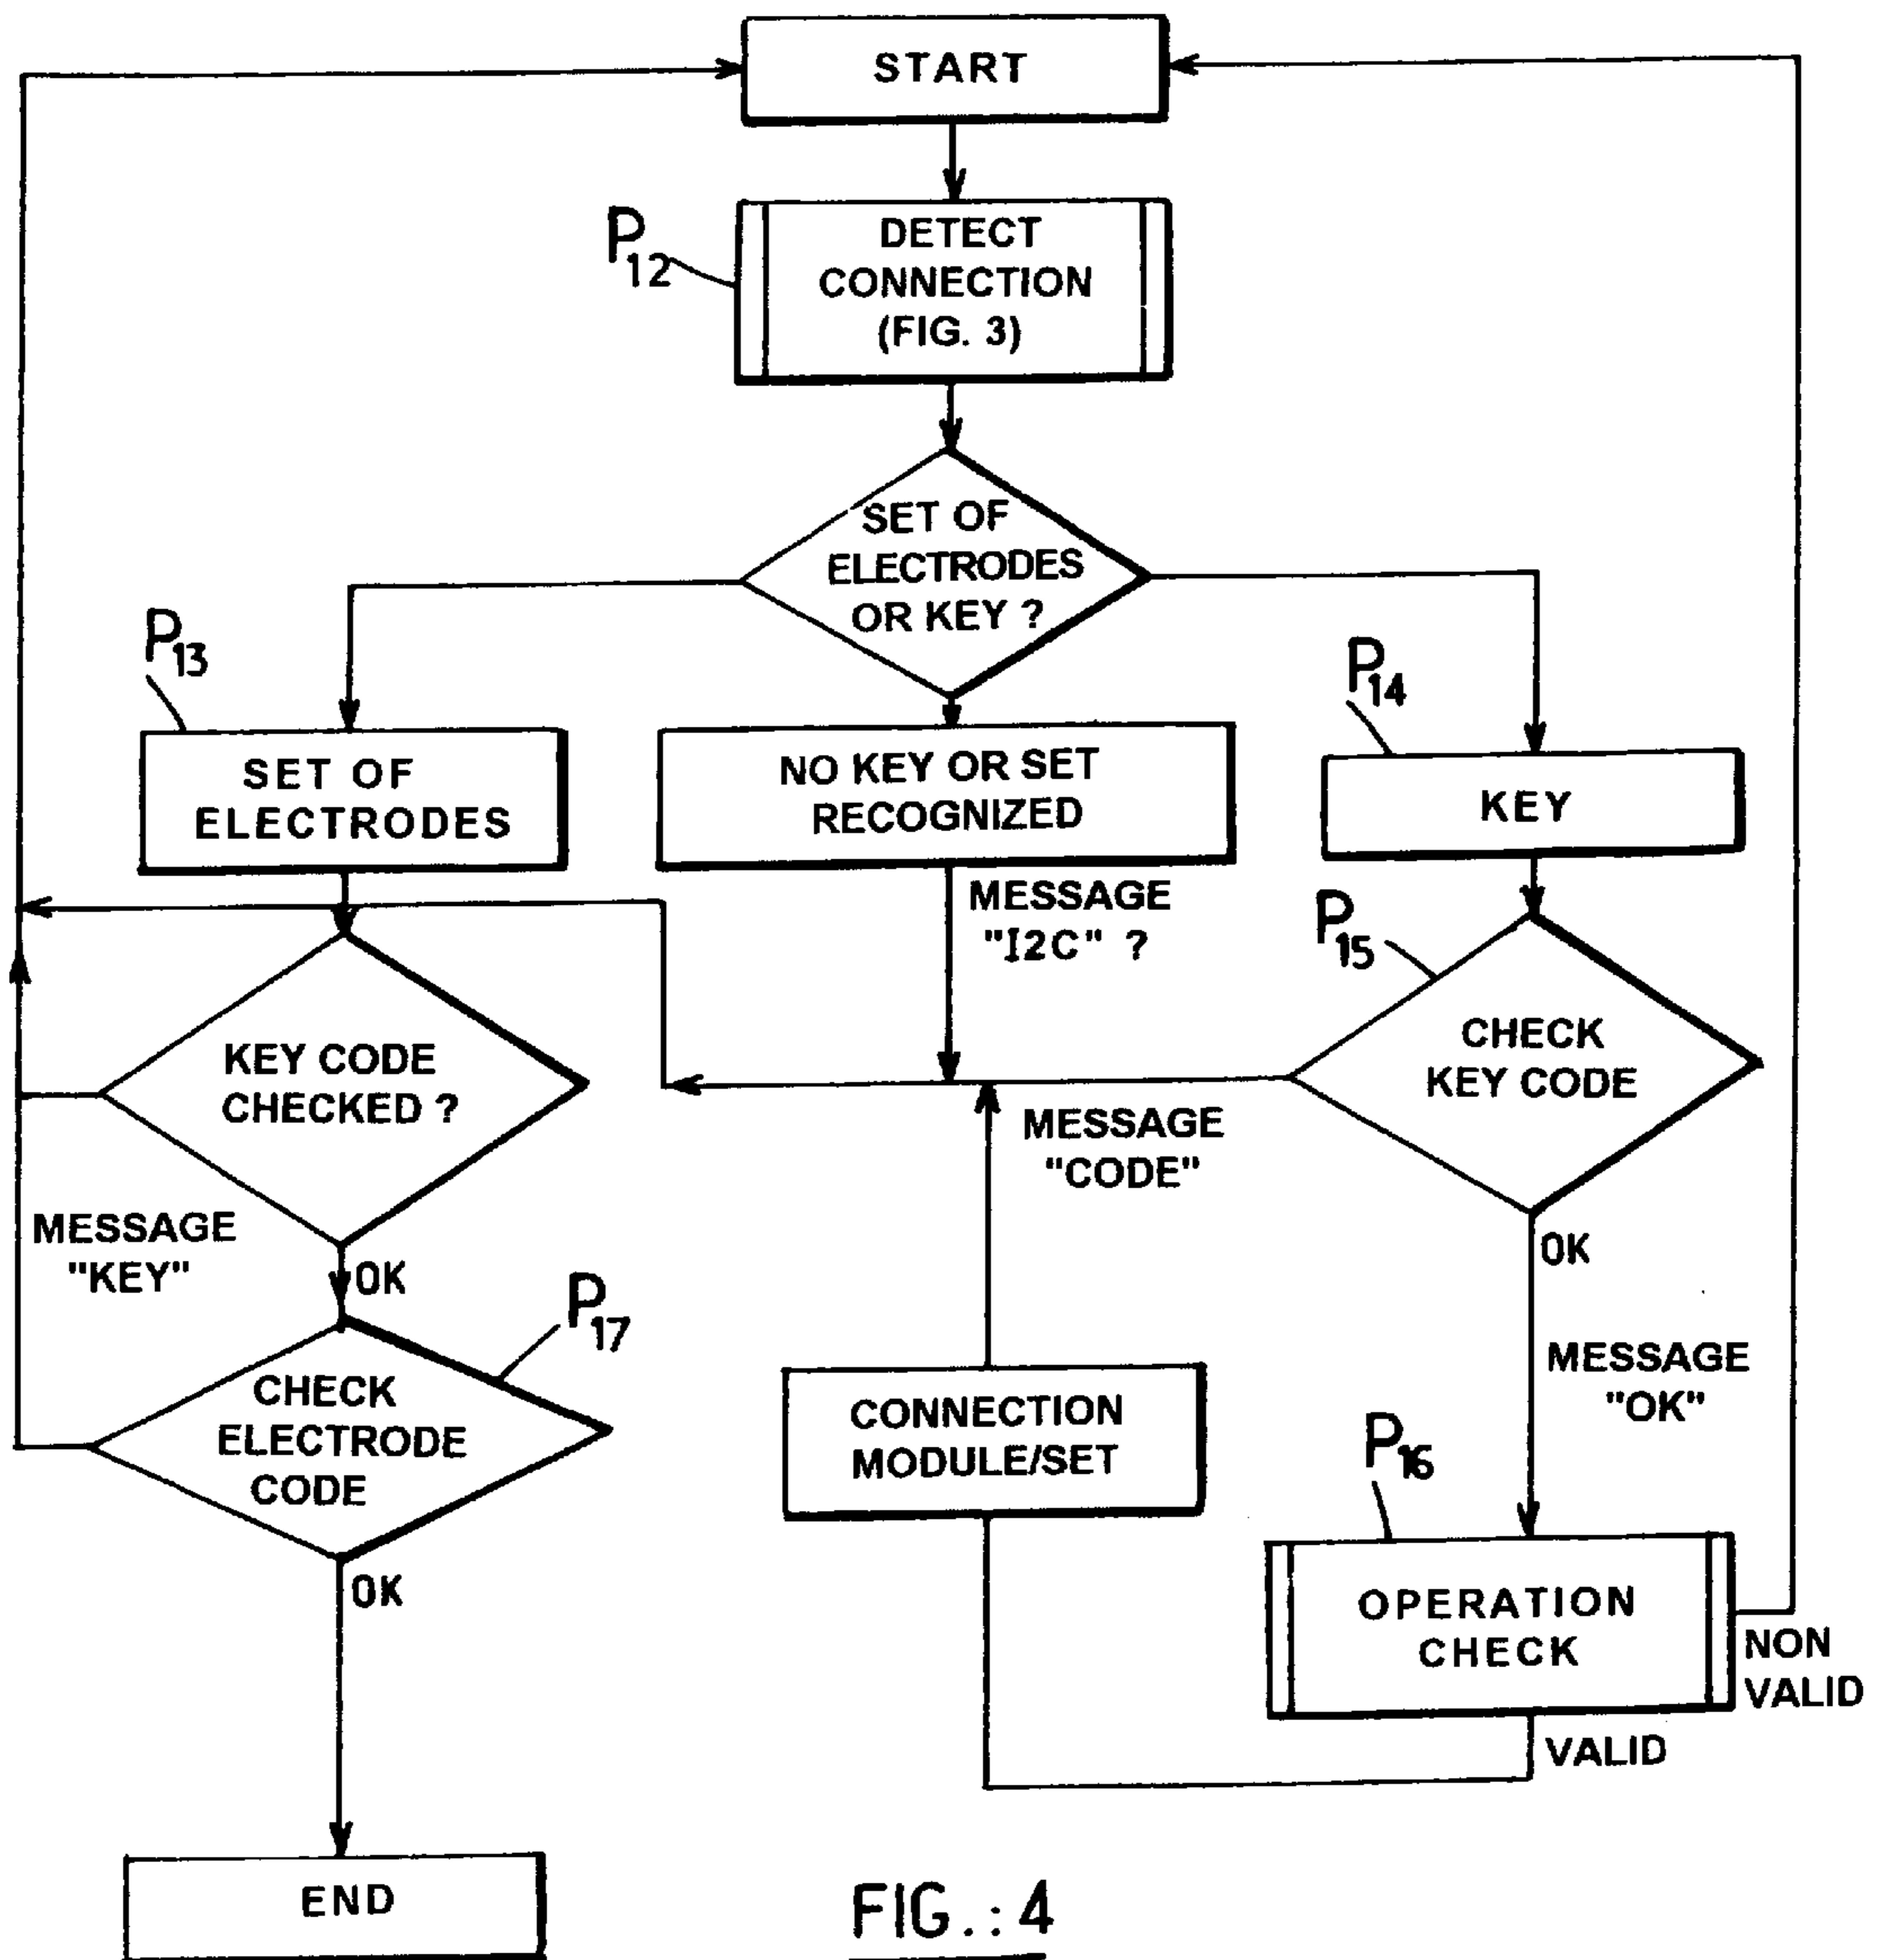 START
P12
DETECT
CONNECTION
(FIG. 3)
SET OF
ELECTRODES
OR KEY ?
P13
SET OF
ELECTRODES
NO KEY OR SET
RECOGNIZED
P14
KEY
MESSAGE
"I2C" ?
P15
CHECK
KEY CODE
KEY CODE
CHECKED ?
MESSAGE
"CODE"
MESSAGE
"KEY"
OK
OK
P17
CHECK
ELECTRODE
CODE
CONNECTION
MODULE/SET
MESSAGE
"OK"
P16
OPERATION
CHECK
NON
VALID
VALID
OK
END
FIG.:4